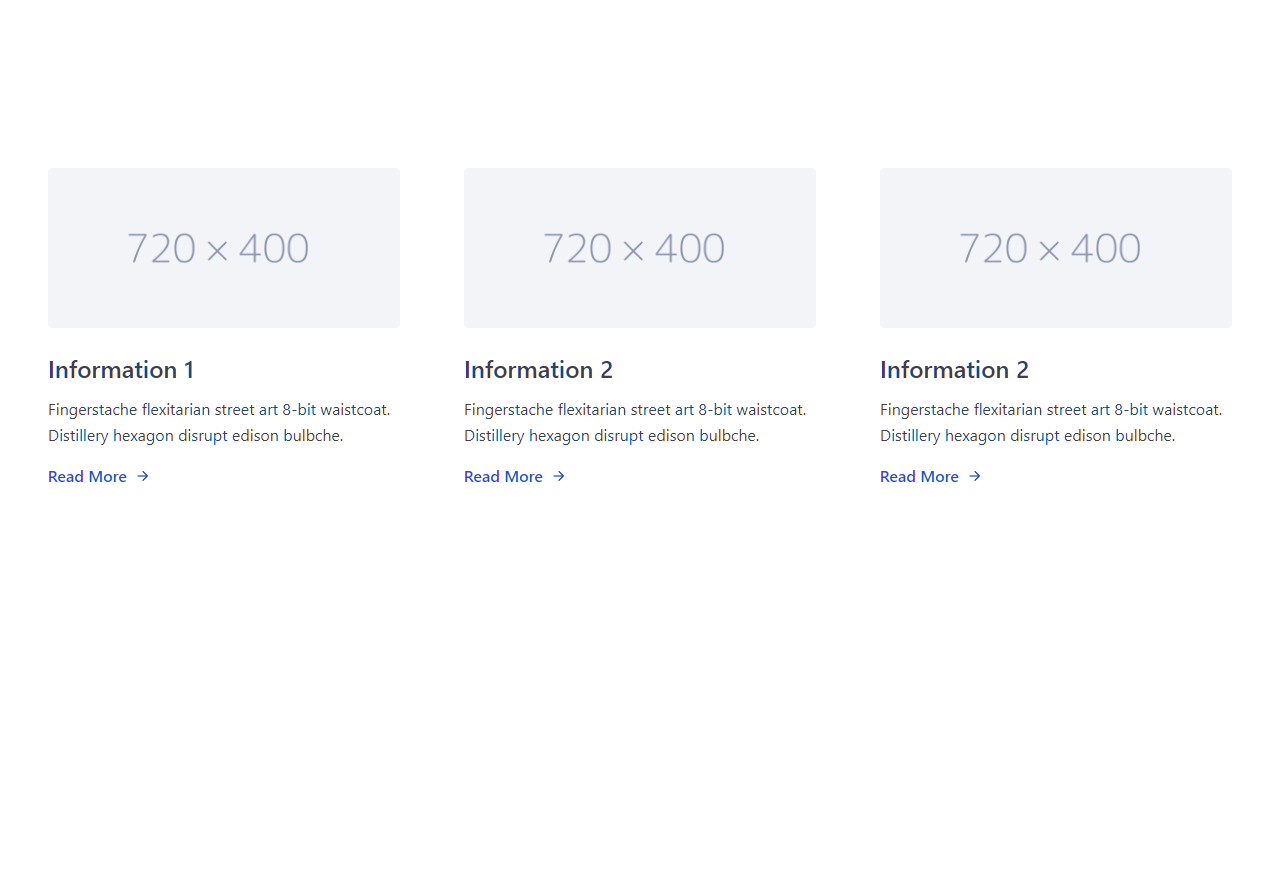 720 × 400
Information 1
Fingerstache flexitarian street art 8-bit waistcoat.
Distillery hexagon disrupt edison bulbche.
Read More →
720 × 400
Information 2
Fingerstache flexitarian street art 8-bit waistcoat.
Distillery hexagon disrupt edison bulbche.
Read More →
720 × 400
Information 2
Fingerstache flexitarian street art 8-bit waistcoat.
Distillery hexagon disrupt edison bulbche.
Read More →